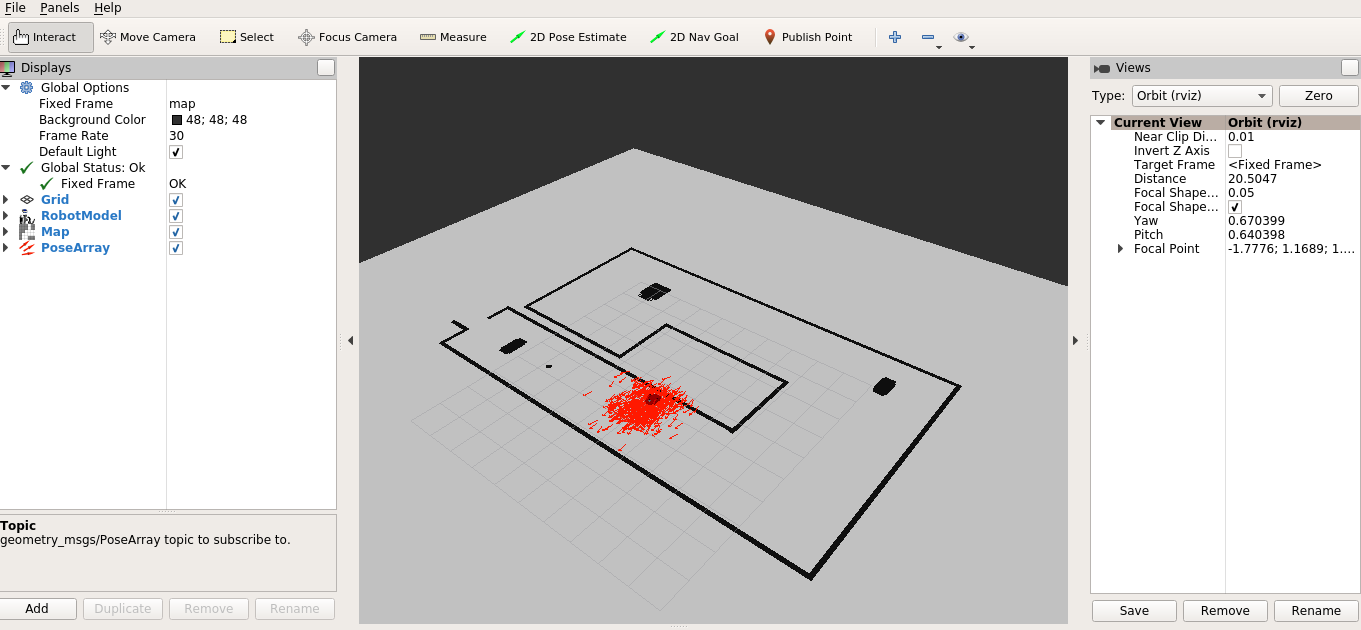 File Panels Help
Interact Move Camera Select Focus Camera Measure 2D Pose Estimate 2D Nav Goal Publish Point
Displays
Global Options
Fixed Frame map
Background Color 48; 48; 48
Frame Rate 30
Default Light
Global Status: Ok
Fixed Frame OK
Grid
RobotModel
Map
PoseArray
Topic
geometry_msgs/PoseArray topic to subscribe to.
Add Duplicate Remove Rename
Views
Type: Orbit (rviz) Zero
Current View Orbit (rviz)
Near Clip Di... 0.01
Invert Z Axis
Target Frame <Fixed Frame>
Distance 20.5047
Focal Shape... 0.05
Focal Shape...
Yaw 0.670399
Pitch 0.640398
Focal Point -1.7776; 1.1689; 1....
Save Remove Rename